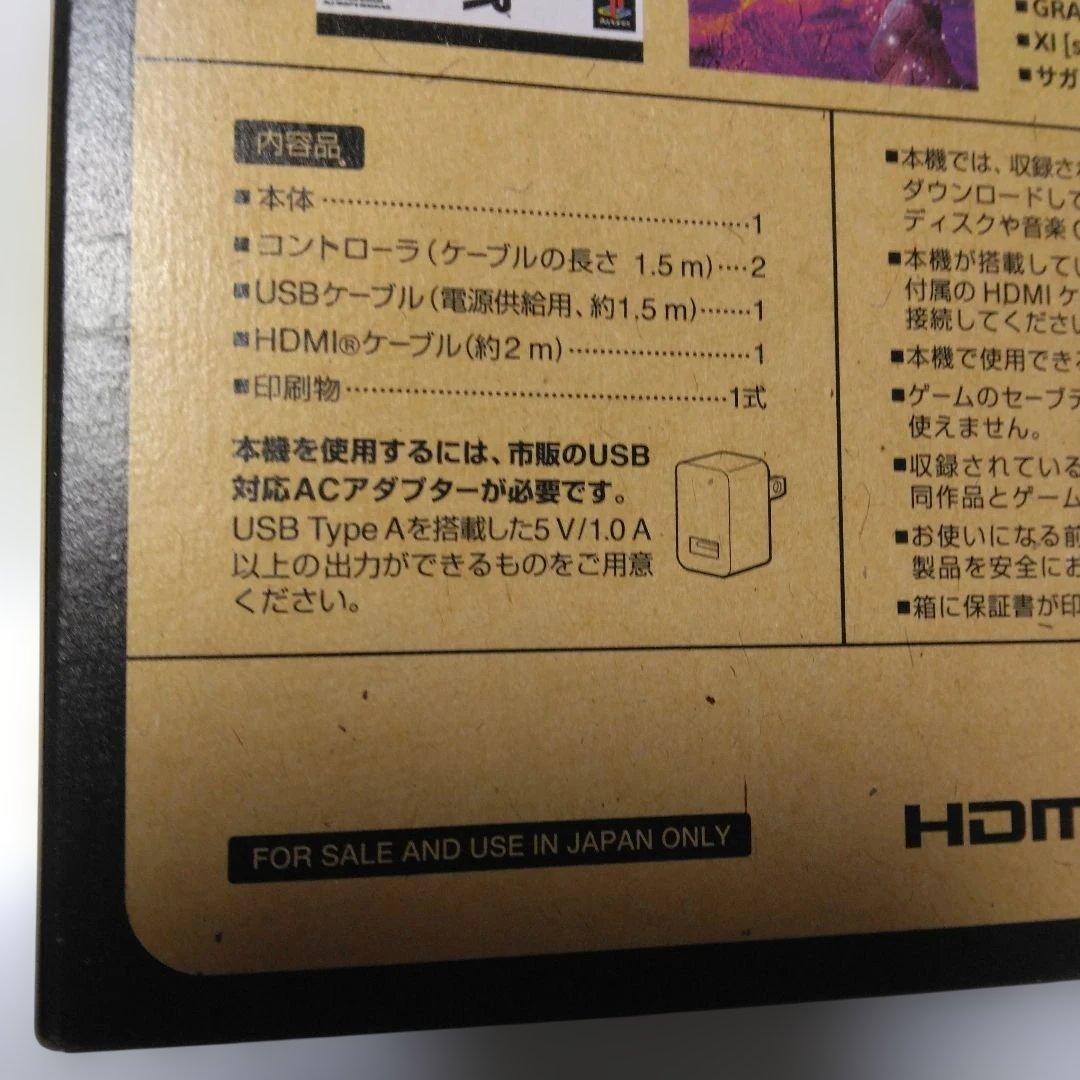 GRA
XI [s
サガ
内容品
■本体……………………………………1
■コントローラ(ケーブルの長さ 1.5 m)‥‥2
■USBケーブル(電源供給用、約1.5 m)‥‥‥1
■HDMI®ケーブル(約2 m)………………1
■印刷物…………………………………1式
本機を使用するには、市販のUSB
対応ACアダプターが必要です。
USB Type Aを搭載した5 V/1.0 A
以上の出力ができるものをご用意
ください。
■本機では、収録さ
ダウンロードして
ディスクや音楽C
■本機が搭載してい
付属のHDMIケ
接続してください
■本機で使用でき
■ゲームのセーブデ
使えません。
■収録されている
同作品とゲーム
■お使いになる前
製品を安全にお
■箱に保証書が印
FOR SALE AND USE IN JAPAN ONLY
HDM